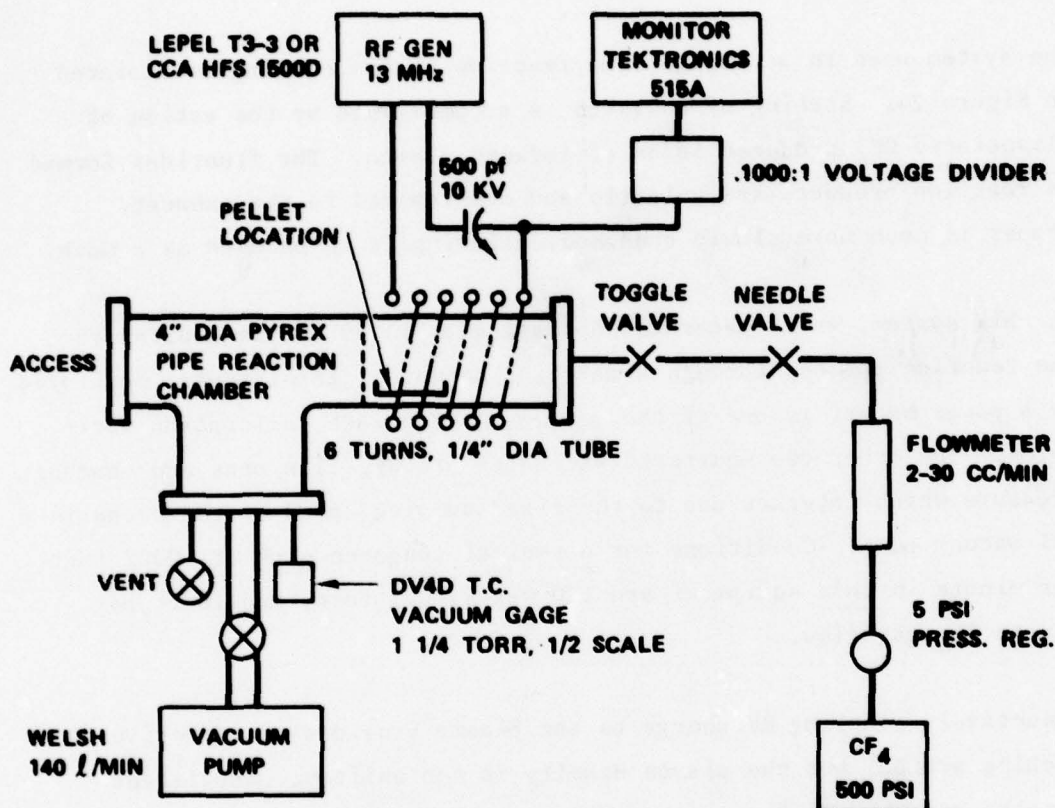 LEPEL T3-3 OR
CCA HFS 1500D
RF GEN
13 MHz
MONITOR
TEKTRONICS
515A
500 pf
10 KV
.1000:1 VOLTAGE DIVIDER
PELLET
LOCATION
TOGGLE
VALVE
NEEDLE
VALVE
ACCESS
4" DIA PYREX
PIPE REACTION
CHAMBER
6 TURNS, 1/4" DIA TUBE
FLOWMETER
2-30 CC/MIN
VENT
DV4D T.C.
VACUUM GAGE
1 1/4 TORR, 1/2 SCALE
5 PSI
PRESS. REG.
WELSH
140 ℓ/MIN
VACUUM
PUMP
CF4
500 PSI